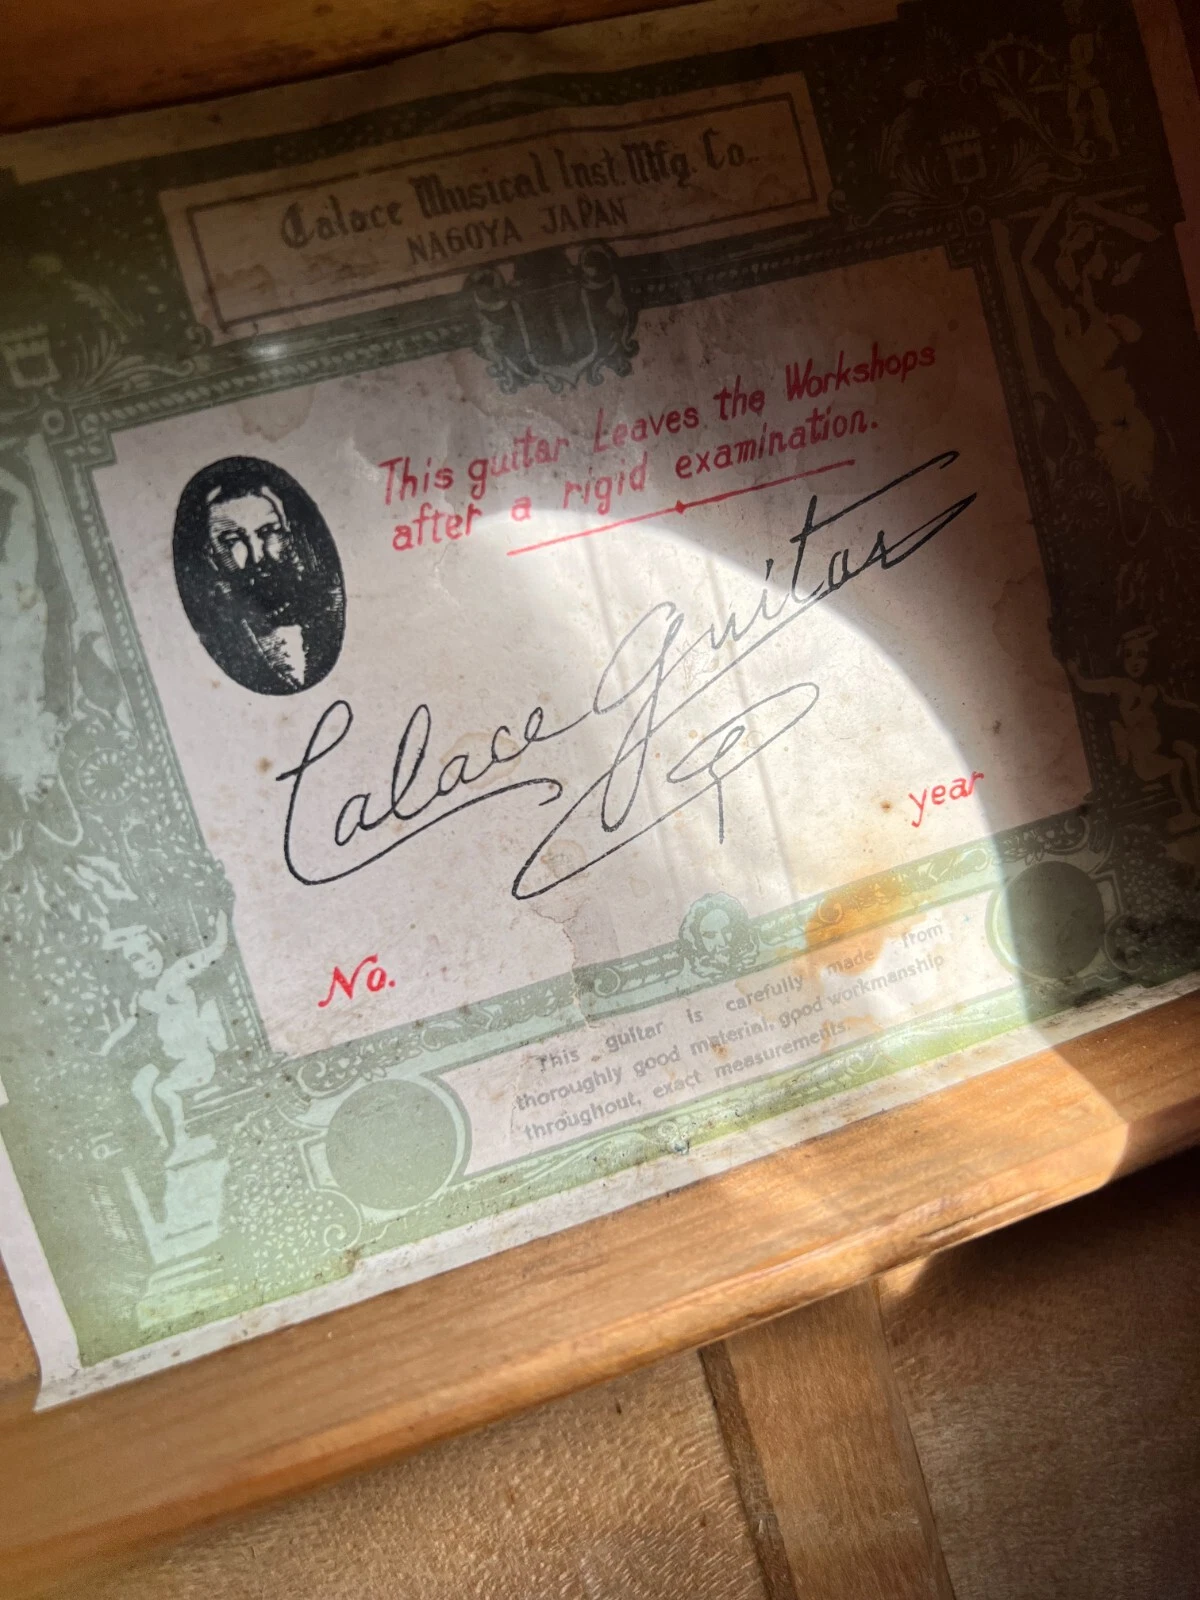 Calace Musical Inst. Mfg. Co.
NAGOYA JAPAN
This guitar Leaves the Workshops
after a rigid examination.
Calace Guitar
No.
year
This guitar is carefully made from
thoroughly good material, good workmanship
throughout, exact measurements.